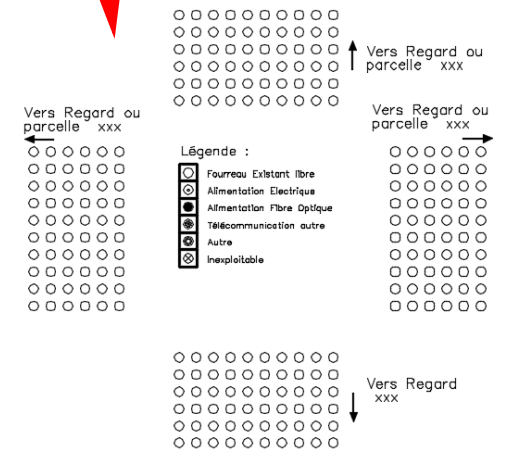 Vers Regard ou
parcelle xxx
Vers Regard ou
parcelle xxx
Vers Regard ou
parcelle xxx
Légende :
Fourreau Existant libre
Alimentation Electrique
Alimentation Fibre Optique
Télécommunication autre
Autre
Inexploitable
Vers Regard
xxx